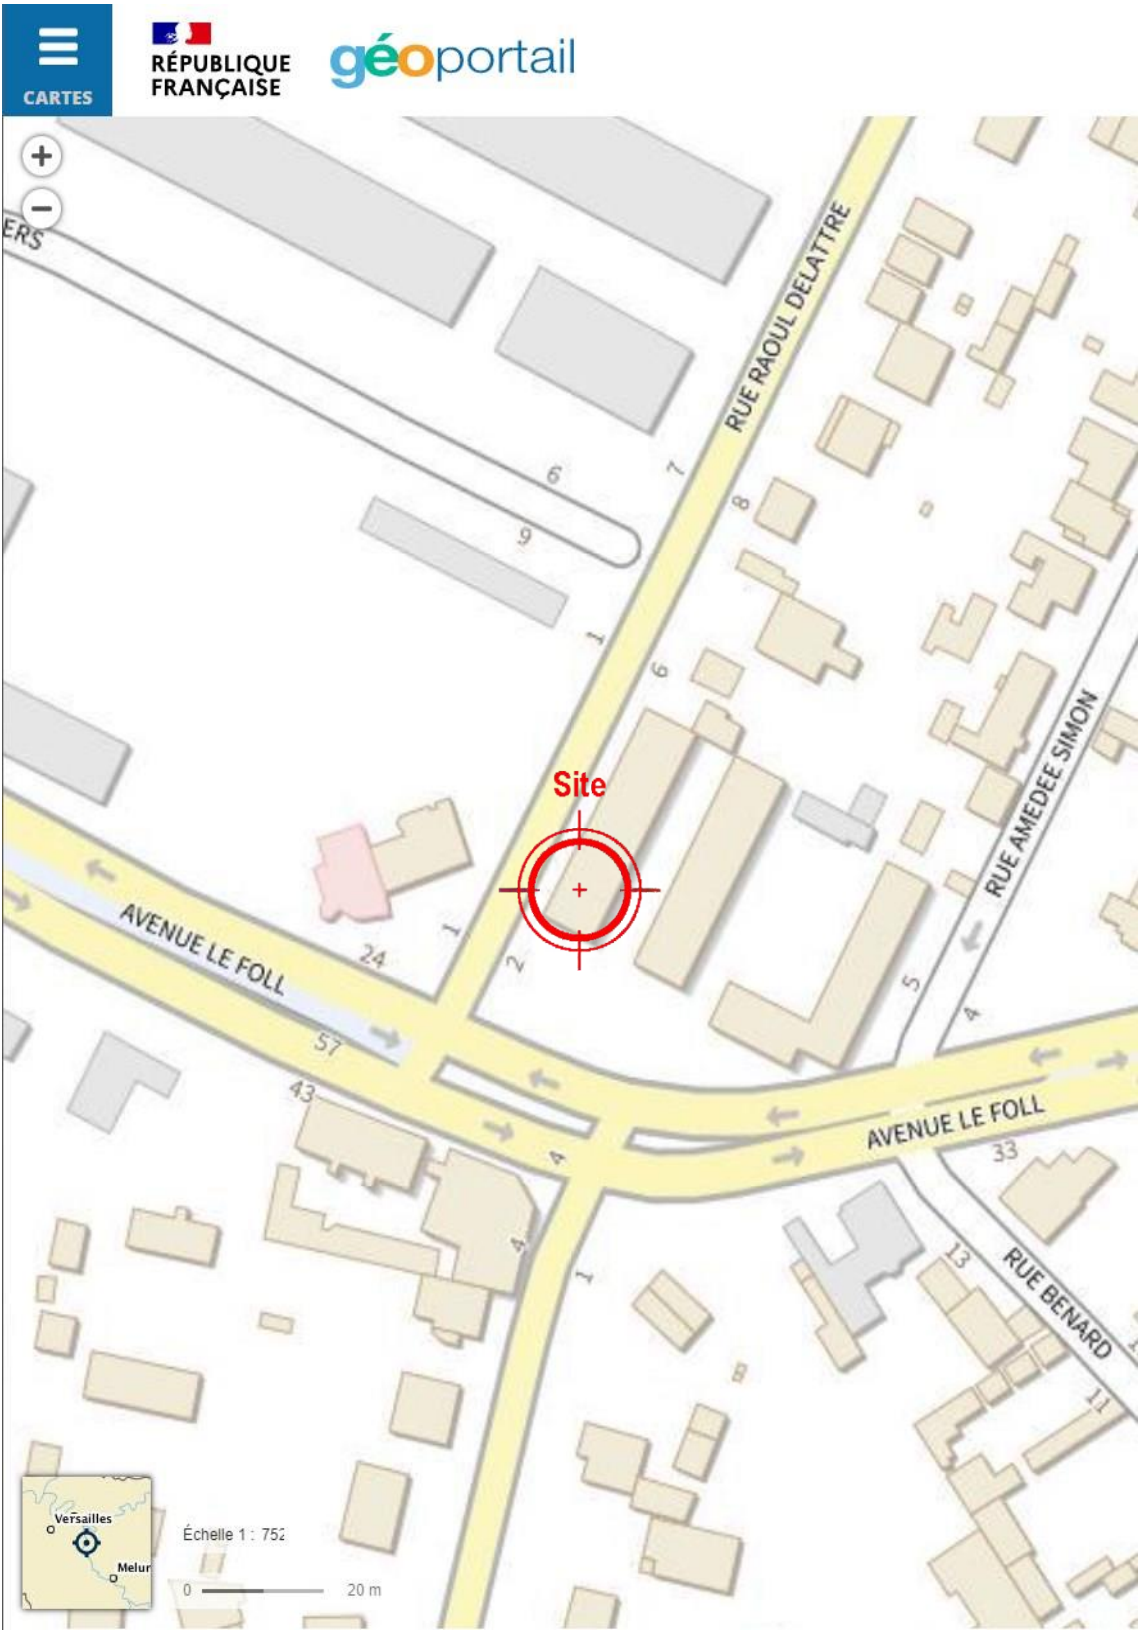 CARTES
RÉPUBLIQUE
FRANÇAISE
géoportail
+
−
ERS
RUE RAOUL DELATTRE
6
7
8
9
1
6
Site
RUE AMEDEE SIMON
AVENUE LE FOLL
1
24
2
5
4
57
43
AVENUE LE FOLL
33
4
4
1
13
RUE BENARD
11
Versailles
Melun
Échelle 1 : 752
0
20 m